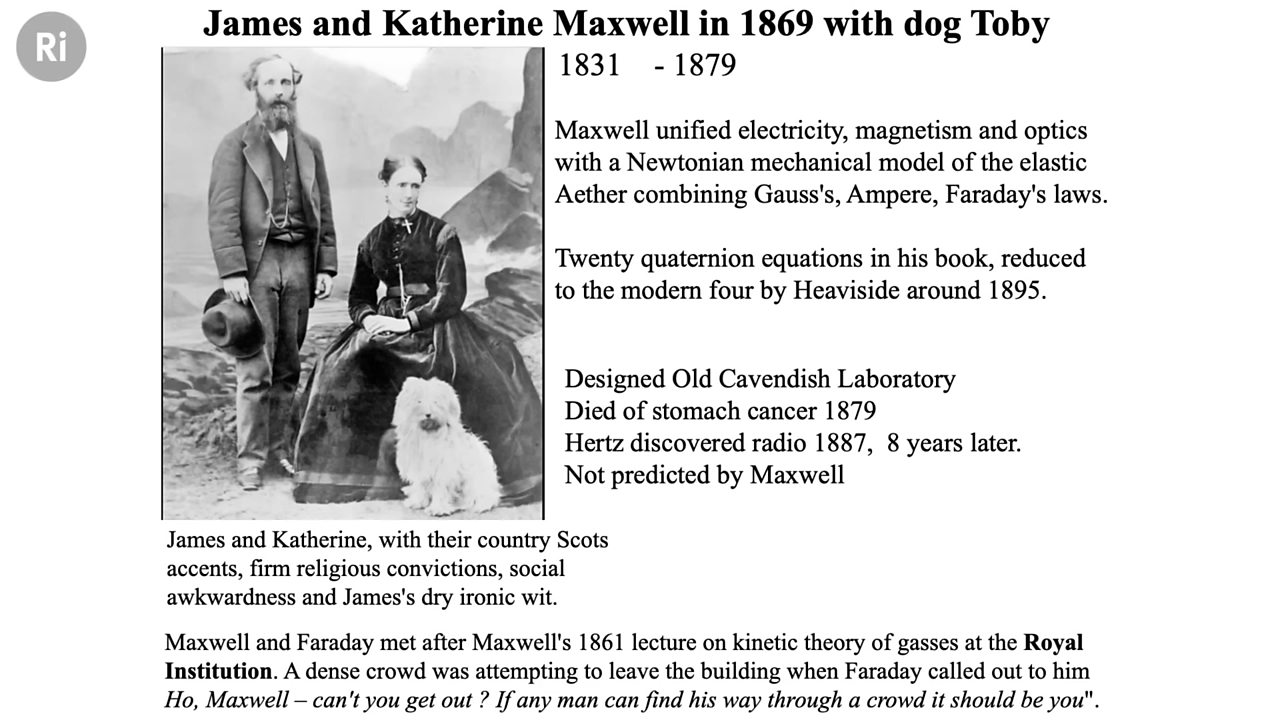 Ri
James and Katherine Maxwell in 1869 with dog Toby
1831 - 1879
Maxwell unified electricity, magnetism and optics
with a Newtonian mechanical model of the elastic
Aether combining Gauss's, Ampere, Faraday's laws.
Twenty quaternion equations in his book, reduced
to the modern four by Heaviside around 1895.
Designed Old Cavendish Laboratory
Died of stomach cancer 1879
Hertz discovered radio 1887, 8 years later.
Not predicted by Maxwell
James and Katherine, with their country Scots
accents, firm religious convictions, social
awkwardness and James's dry ironic wit.
Maxwell and Faraday met after Maxwell's 1861 lecture on kinetic theory of gasses at the Royal
Institution. A dense crowd was attempting to leave the building when Faraday called out to him
Ho, Maxwell – can't you get out ? If any man can find his way through a crowd it should be you".